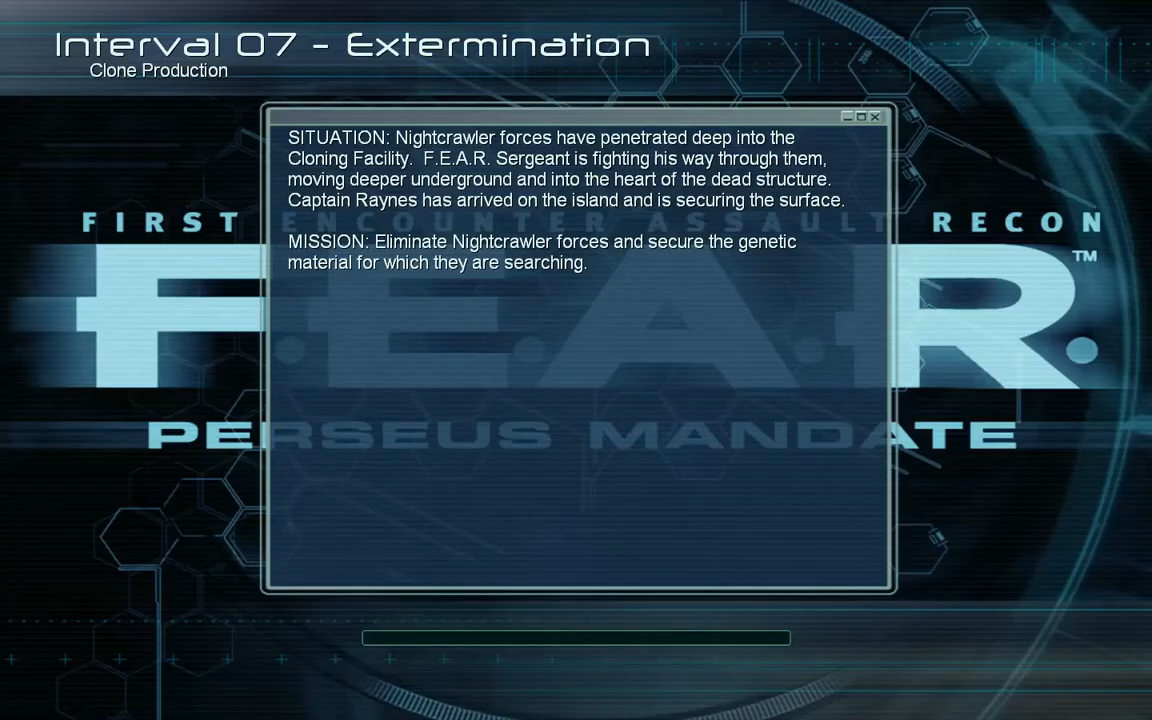 Interval 07 - Extermination
Clone Production
SITUATION: Nightcrawler forces have penetrated deep into the
Cloning Facility.  F.E.A.R. Sergeant is fighting his way through them,
moving deeper underground and into the heart of the dead structure.
Captain Raynes has arrived on the island and is securing the surface.
MISSION: Eliminate Nightcrawler forces and secure the genetic
material for which they are searching.
FIRST ENCOUNTER ASSAULT RECON
F.E.A.R.™
PERSEUS MANDATE